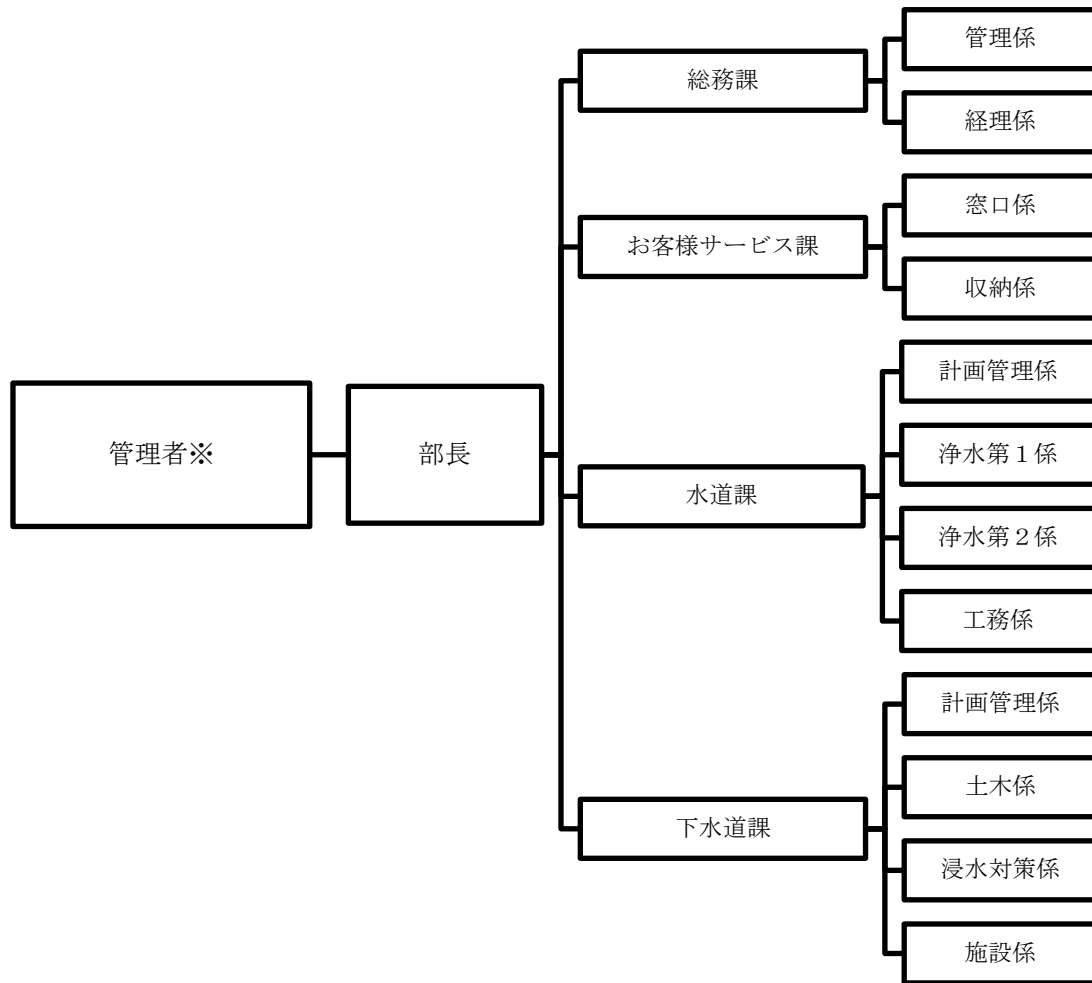 管理者※
部長
総務課
管理係
経理係
お客様サービス課
窓口係
収納係
水道課
計画管理係
浄水第１係
浄水第２係
工務係
下水道課
計画管理係
土木係
浸水対策係
施設係